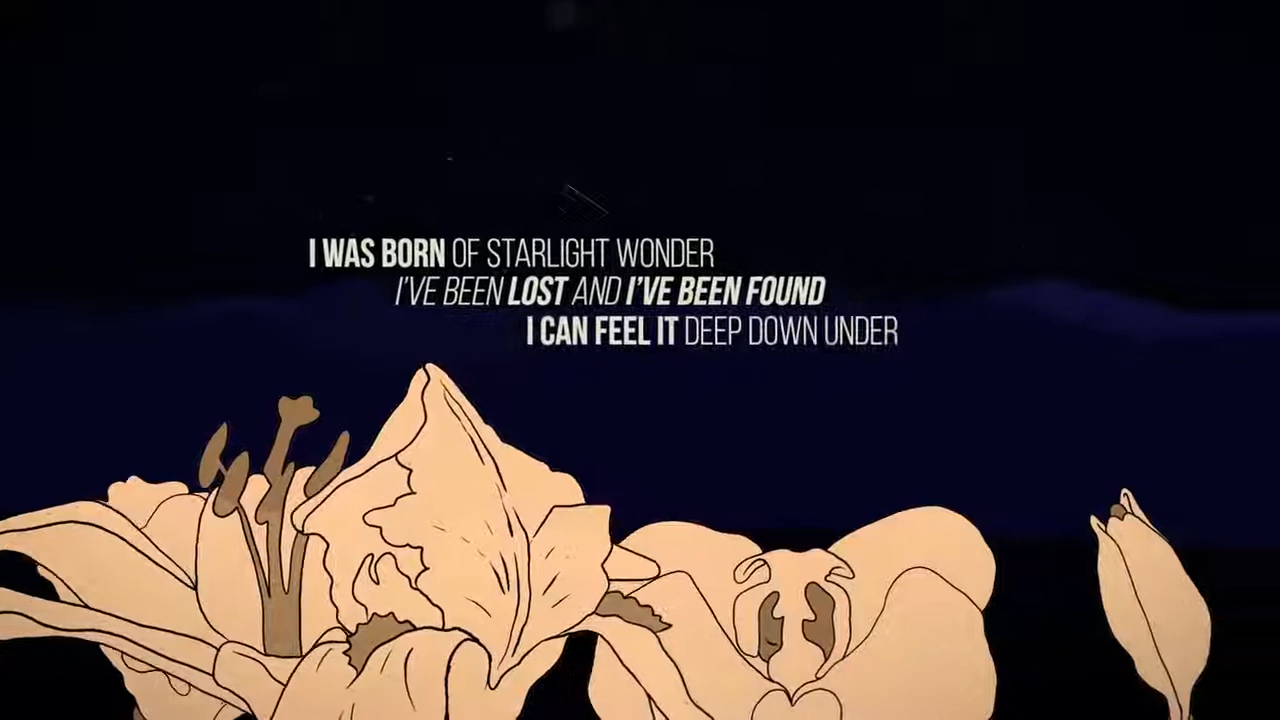 I WAS BORN OF STARLIGHT WONDER
I'VE BEEN LOST AND I'VE BEEN FOUND
I CAN FEEL IT DEEP DOWN UNDER